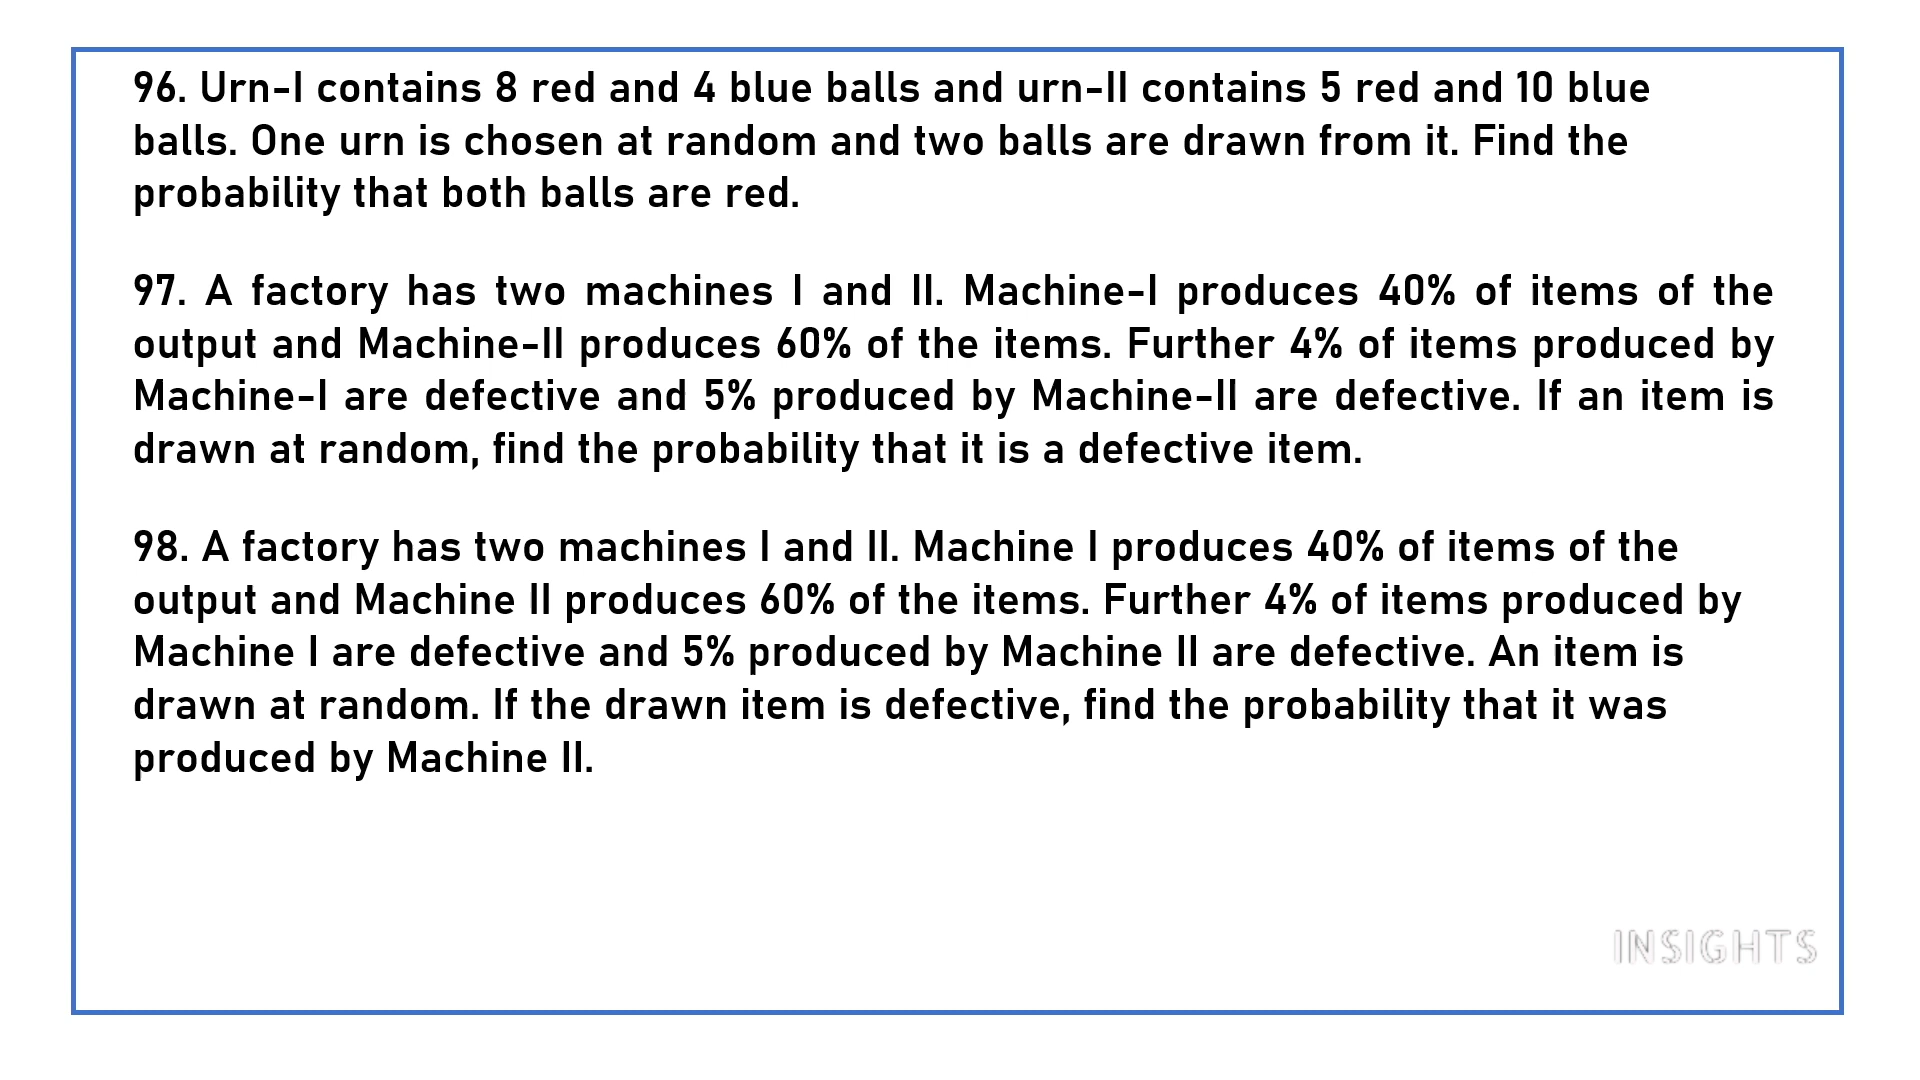 96. Urn-I contains 8 red and 4 blue balls and urn-II contains 5 red and 10 blue
balls. One urn is chosen at random and two balls are drawn from it. Find the
probability that both balls are red.
97. A factory has two machines I and II. Machine-I produces 40% of items of the
output and Machine-II produces 60% of the items. Further 4% of items produced by
Machine-I are defective and 5% produced by Machine-II are defective. If an item is
drawn at random, find the probability that it is a defective item.
98. A factory has two machines I and II. Machine I produces 40% of items of the
output and Machine II produces 60% of the items. Further 4% of items produced by
Machine I are defective and 5% produced by Machine II are defective. An item is
drawn at random. If the drawn item is defective, find the probability that it was
produced by Machine II.
INSIGHTS